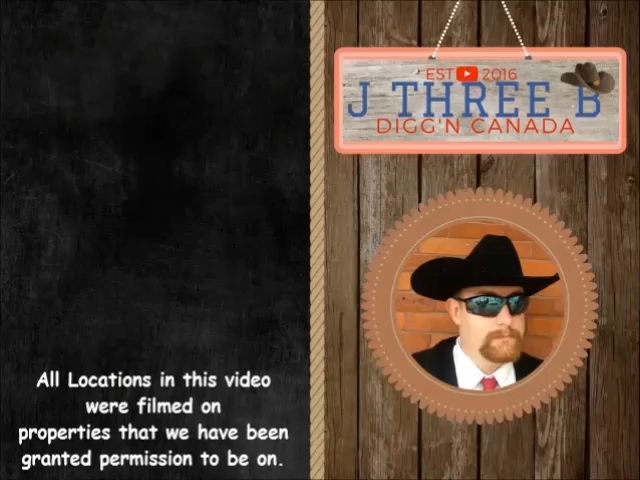 EST 2016
J THREE B
DIGG'N CANADA
All Locations in this video
were filmed on
properties that we have been
granted permission to be on.